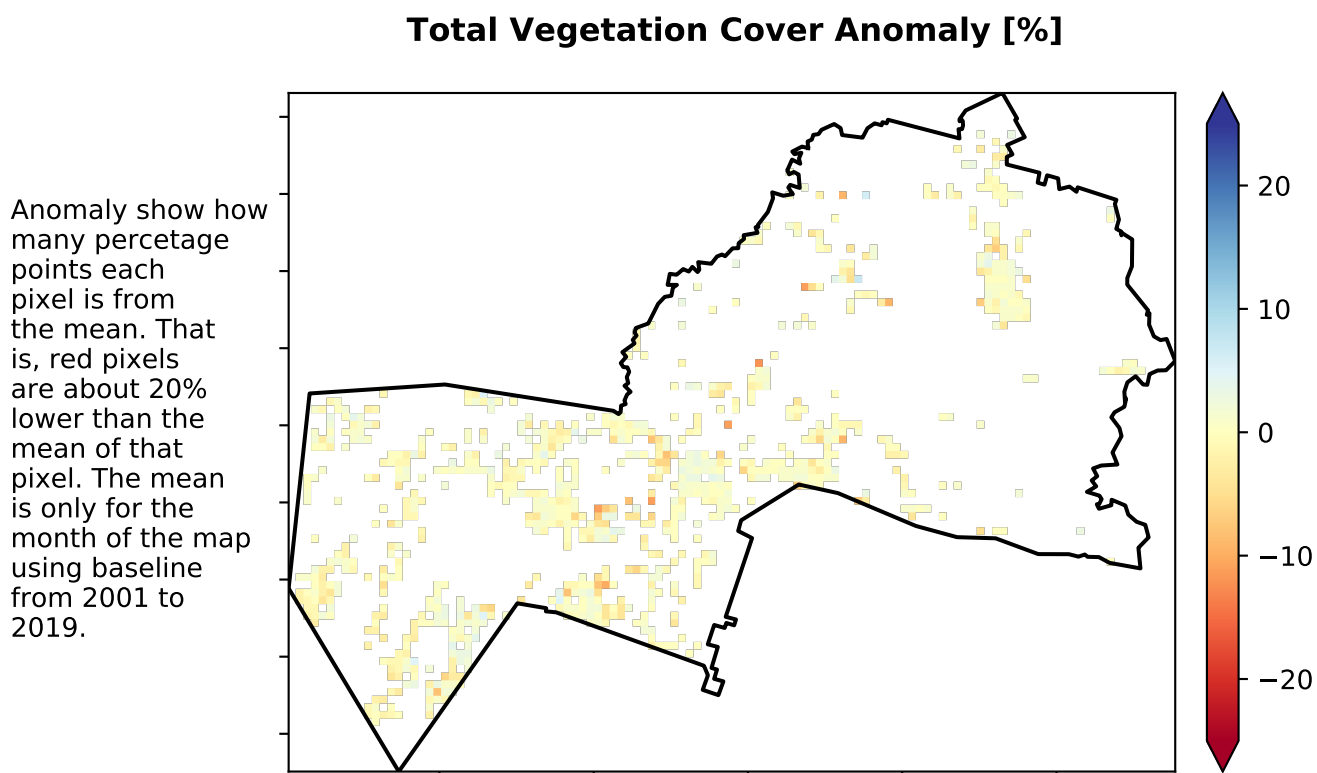 Total Vegetation Cover Anomaly [%]
Anomaly show how
many percetage
points each
pixel is from
the mean. That
is, red pixels
are about 20%
lower than the
mean of that
pixel. The mean
is only for the
month of the map
using baseline
from 2001 to
2019.
20
10
0
−10
−20